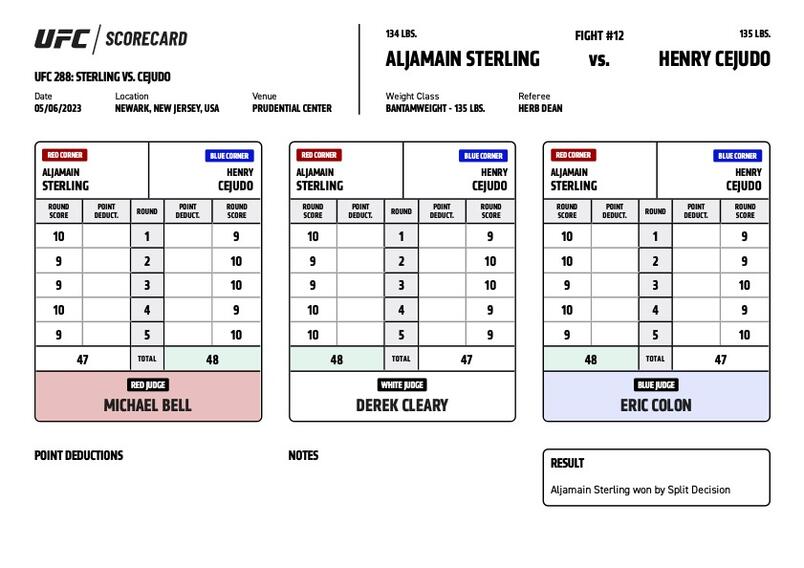 UFC / SCORECARD
UFC 288: STERLING VS. CEJUDO
Date Location Venue
05/06/2023 NEWARK, NEW JERSEY, USA PRUDENTIAL CENTER
134 LBS. FIGHT #12 135 LBS.
ALJAMAIN STERLING vs. HENRY CEJUDO
Weight Class Referee
BANTAMWEIGHT - 135 LBS. HERB DEAN
RED CORNER BLUE CORNER
ALJAMAIN HENRY
STERLING CEJUDO
ROUND SCORE POINT DEDUCT. ROUND POINT DEDUCT. ROUND SCORE
10 1 9
9 2 10
9 3 10
10 4 9
9 5 10
47 TOTAL 48
RED JUDGE
MICHAEL BELL
RED CORNER BLUE CORNER
ALJAMAIN HENRY
STERLING CEJUDO
ROUND SCORE POINT DEDUCT. ROUND POINT DEDUCT. ROUND SCORE
10 1 9
9 2 10
9 3 10
10 4 9
10 5 9
48 TOTAL 47
WHITE JUDGE
DEREK CLEARY
RED CORNER BLUE CORNER
ALJAMAIN HENRY
STERLING CEJUDO
ROUND SCORE POINT DEDUCT. ROUND POINT DEDUCT. ROUND SCORE
10 1 9
10 2 9
9 3 10
10 4 9
9 5 10
48 TOTAL 47
BLUE JUDGE
ERIC COLON
POINT DEDUCTIONS
NOTES
RESULT
Aljamain Sterling won by Split Decision